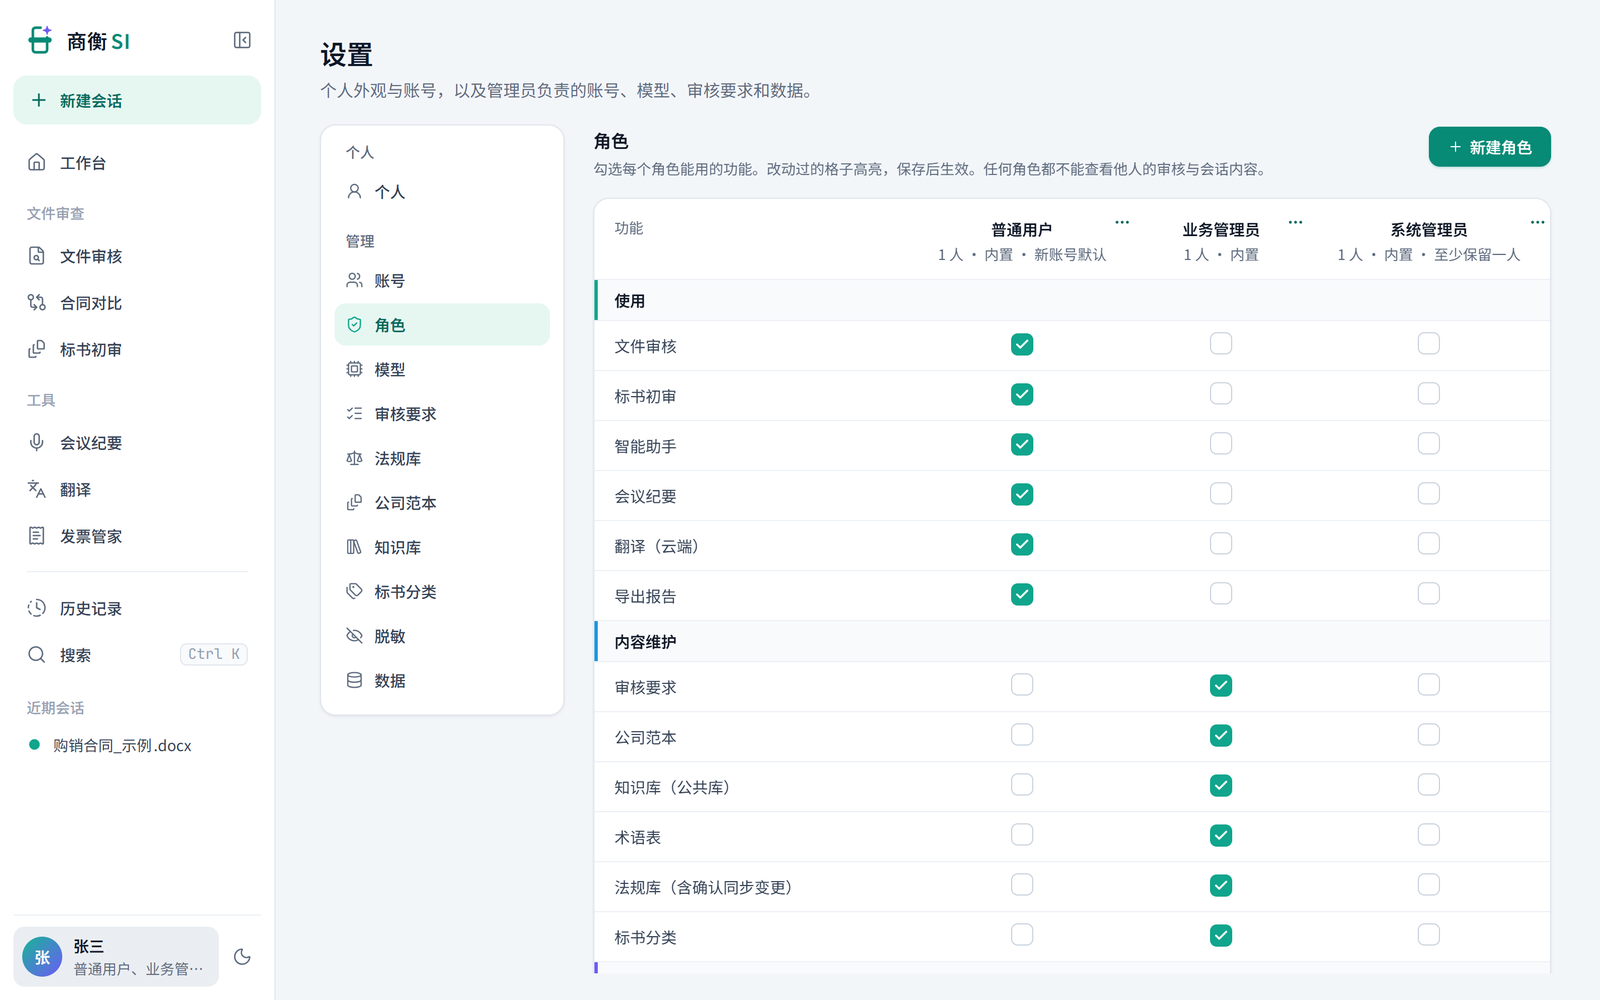 商衡 SI
新建会话
工作台
文件审查
文件审核
合同对比
标书初审
工具
会议纪要
翻译
发票管家
历史记录
搜索 Ctrl K
近期会话
购销合同_示例.docx
张 张三
普通用户、业务管···
设置
个人外观与账号，以及管理员负责的账号、模型、审核要求和数据。
个人
个人
管理
账号
角色
模型
审核要求
法规库
公司范本
知识库
标书分类
脱敏
数据
角色
勾选每个角色能用的功能。改动过的格子高亮，保存后生效。任何角色都不能查看他人的审核与会话内容。
新建角色
功能 普通用户 ··· 业务管理员 ··· 系统管理员 ···
1 人 · 内置 · 新账号默认 1 人 · 内置 1 人 · 内置 · 至少保留一人
使用
文件审核
标书初审
智能助手
会议纪要
翻译（云端）
导出报告
内容维护
审核要求
公司范本
知识库（公共库）
术语表
法规库（含确认同步变更）
标书分类